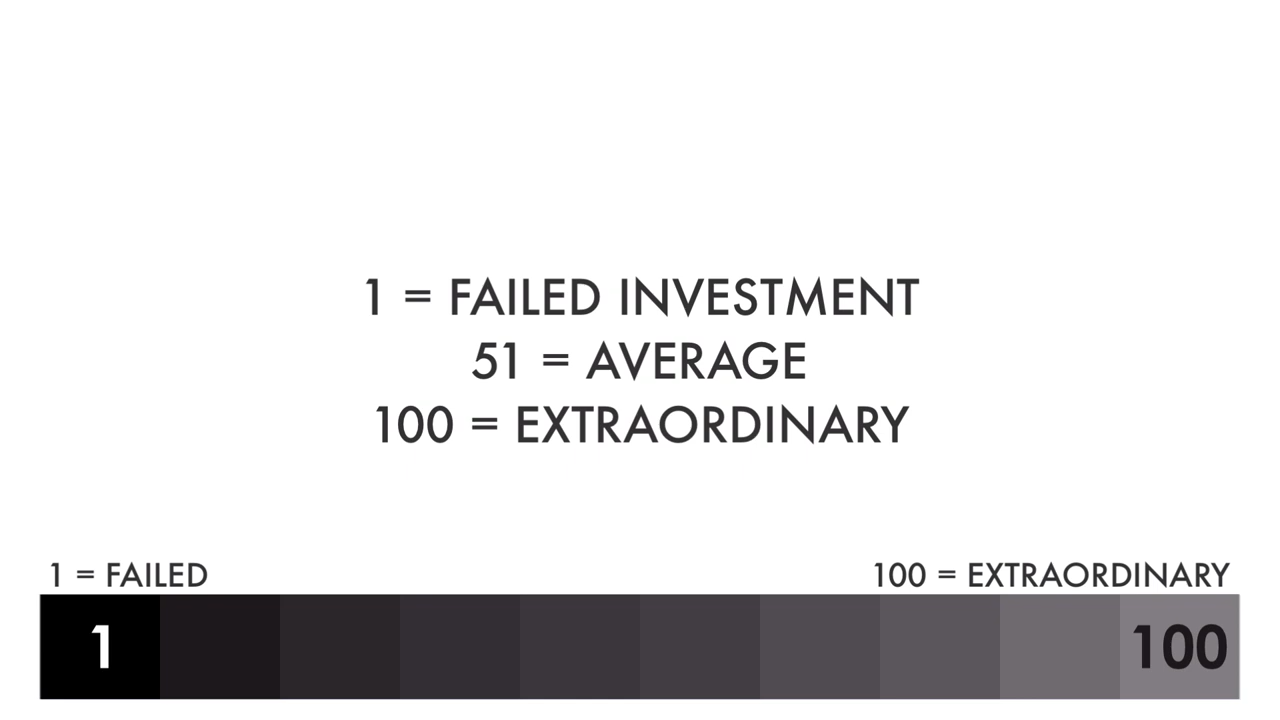 1 = FAILED INVESTMENT
51 = AVERAGE
100 = EXTRAORDINARY
1 = FAILED
100 = EXTRAORDINARY
1
100